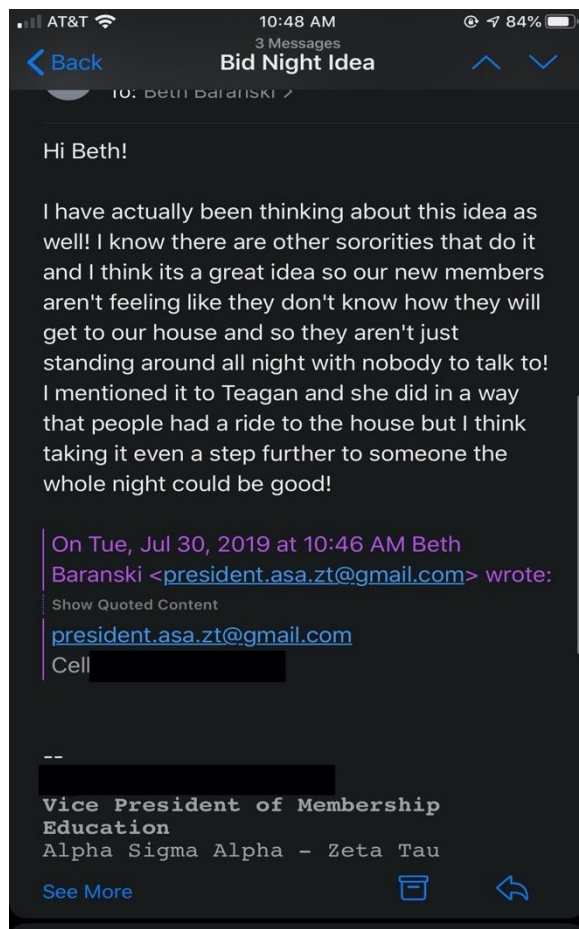 AT&T 10:48 AM 84%
3 Messages
Back Bid Night Idea
To: Beth Baranski >
Hi Beth!
I have actually been thinking about this idea as
well! I know there are other sororities that do it
and I think its a great idea so our new members
aren't feeling like they don't know how they will
get to our house and so they aren't just
standing around all night with nobody to talk to!
I mentioned it to Teagan and she did in a way
that people had a ride to the house but I think
taking it even a step further to someone the
whole night could be good!
On Tue, Jul 30, 2019 at 10:46 AM Beth
Baranski <president.asa.zt@gmail.com> wrote:
Show Quoted Content
president.asa.zt@gmail.com
Cell
--
Vice President of Membership
Education
Alpha Sigma Alpha – Zeta Tau
See More